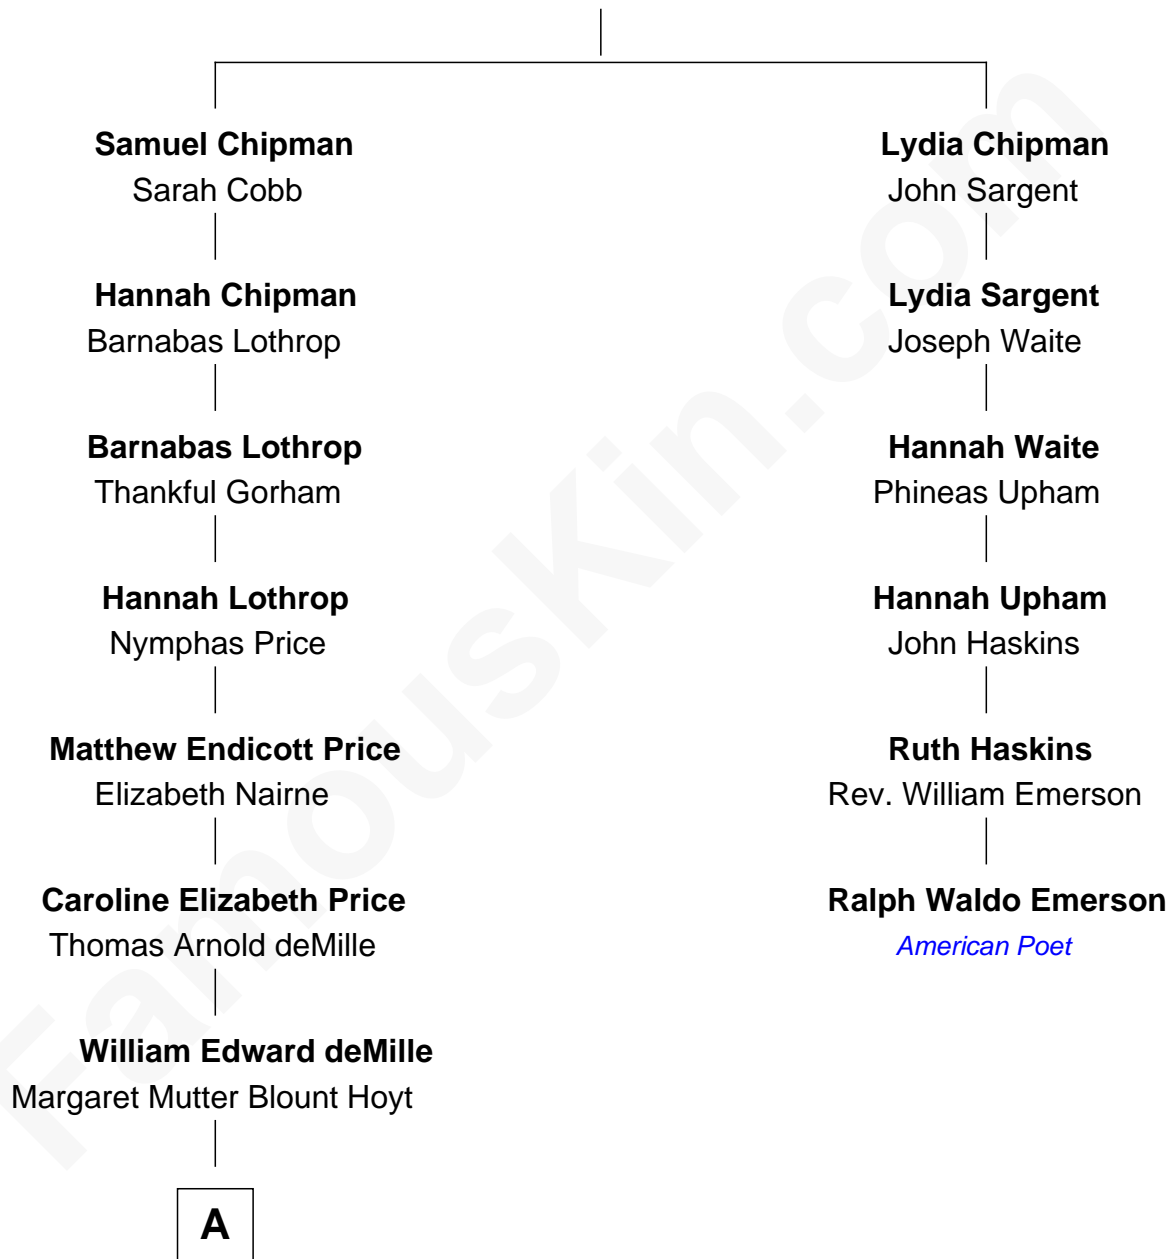 Samuel Chipman
Sarah Cobb
Hannah Chipman
Barnabas Lothrop
Barnabas Lothrop
Thankful Gorham
Hannah Lothrop
Nymphas Price
Matthew Endicott Price
Elizabeth Nairne
Caroline Elizabeth Price
Thomas Arnold deMille
William Edward deMille
Margaret Mutter Blount Hoyt
A
Lydia Chipman
John Sargent
Lydia Sargent
Joseph Waite
Hannah Waite
Phineas Upham
Hannah Upham
John Haskins
Ruth Haskins
Rev. William Emerson
Ralph Waldo Emerson
American Poet
FamousKin.com